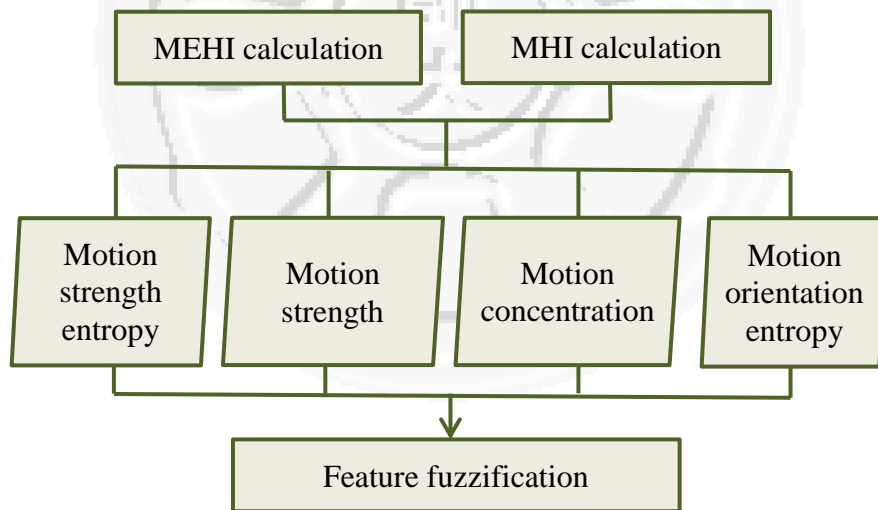 MEHI calculation
MHI calculation
Motion
strength
entropy
Motion
strength
Motion
concentration
Motion
orientation
entropy
Feature fuzzification